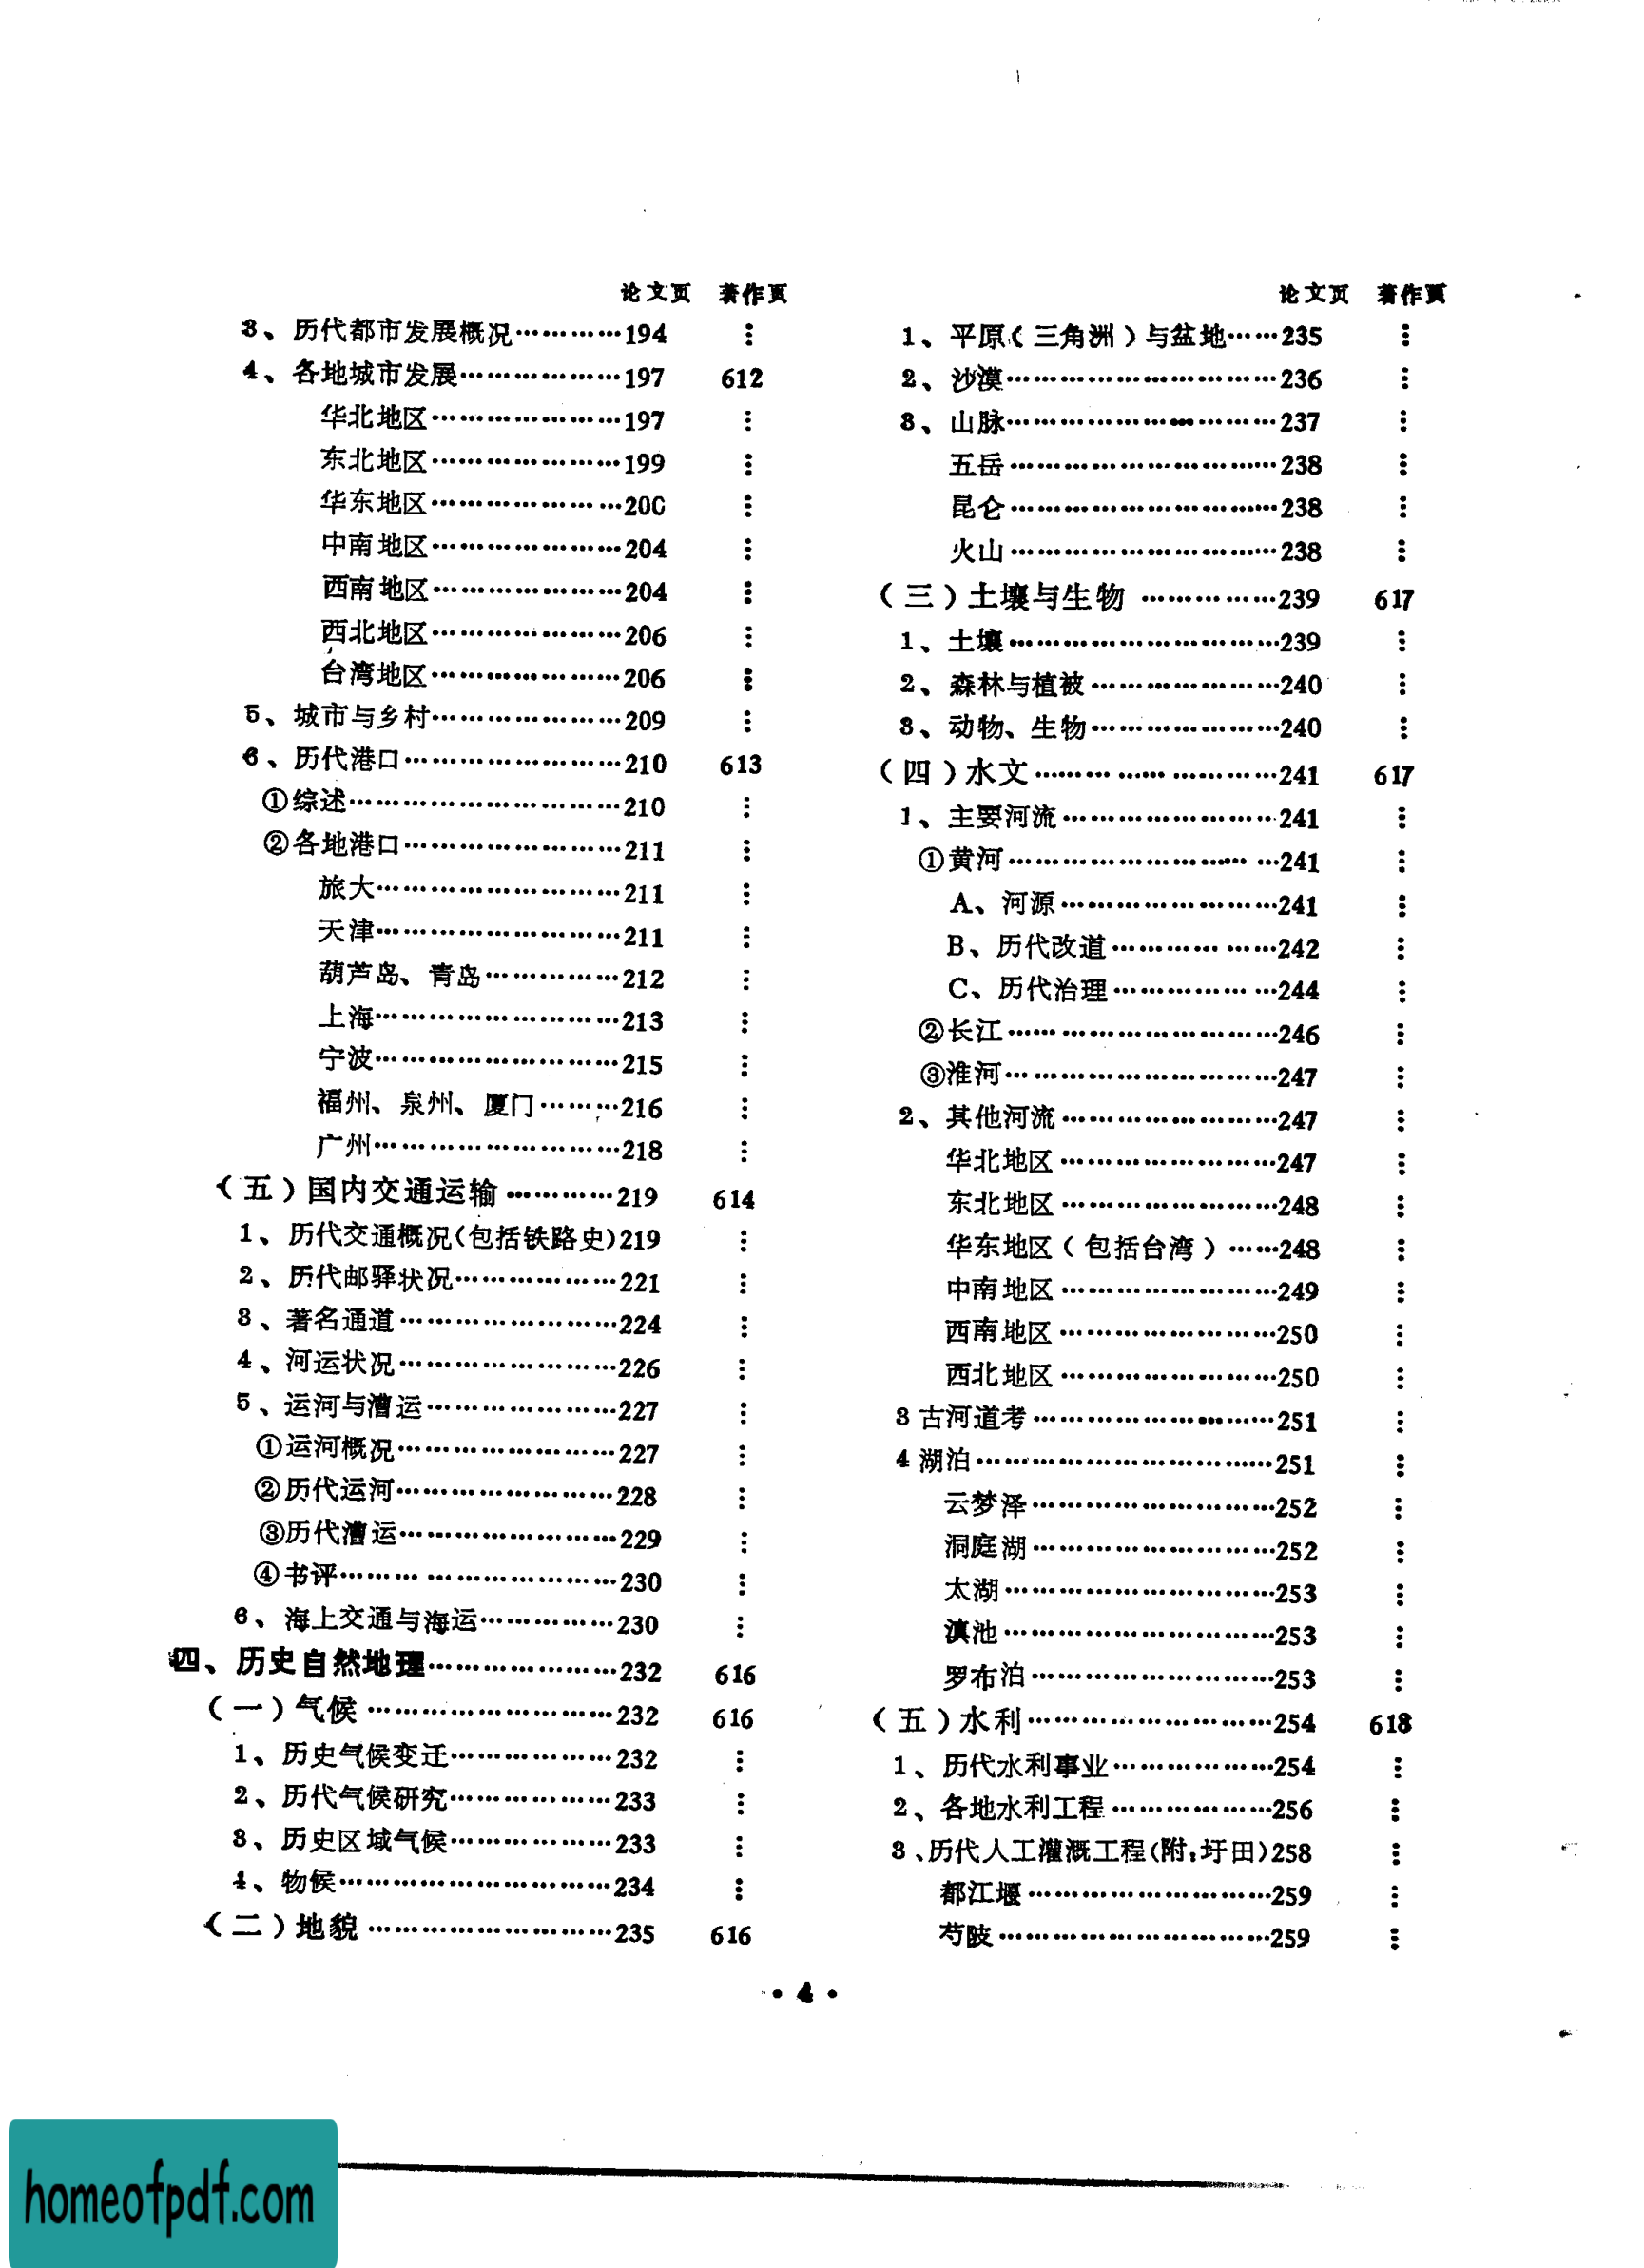 论文页 著作页
3、历代都市发展概况…………194 ⋮
4、各地城市发展………………197 612
华北地区…………………197 ⋮
东北地区…………………199 ⋮
华东地区…………………200 ⋮
中南地区…………………204 ⋮
西南地区…………………204 ⋮
西北地区…………………206 ⋮
台湾地区…………………206 ⋮
5、城市与乡村…………………209 ⋮
6、历代港口……………………210 613
①综述…………………………210 ⋮
②各地港口……………………211 ⋮
旅大………………………211 ⋮
天津………………………211 ⋮
葫芦岛、青岛……………212 ⋮
上海………………………213 ⋮
宁波………………………215 ⋮
福州、泉州、厦门………216 ⋮
广州………………………218 ⋮
（五）国内交通运输…………219 614
1、历代交通概况(包括铁路史)219 ⋮
2、历代邮驿状况………………221 ⋮
3、著名通道……………………224 ⋮
4、河运状况……………………226 ⋮
5、运河与漕运…………………227 ⋮
①运河概况……………………227 ⋮
②历代运河……………………228 ⋮
③历代漕运……………………229 ⋮
④书评…………………………230 ⋮
6、海上交通与海运……………230 ⋮
四、历史自然地理…………………232 616
（一）气候………………………232 616
1、历史气候变迁………………232 ⋮
2、历代气候研究………………233 ⋮
3、历史区域气候………………233 ⋮
4、物候…………………………234 ⋮
（二）地貌………………………235 616
论文页 著作页
1、平原(三角洲)与盆地……235 ⋮
2、沙漠…………………………236 ⋮
3、山脉…………………………237 ⋮
五岳…………………………238 ⋮
昆仑…………………………238 ⋮
火山…………………………238 ⋮
（三）土壤与生物……………239 617
1、土壤…………………………239 ⋮
2、森林与植被…………………240 ⋮
3、动物、生物…………………240 ⋮
（四）水文………………………241 617
1、主要河流……………………241 ⋮
①黄河…………………………241 ⋮
A、河源……………………241 ⋮
B、历代改道………………242 ⋮
C、历代治理………………244 ⋮
②长江…………………………246 ⋮
③淮河…………………………247 ⋮
2、其他河流……………………247 ⋮
华北地区……………………247 ⋮
东北地区……………………248 ⋮
华东地区(包括台湾)……248 ⋮
中南地区……………………249 ⋮
西南地区……………………250 ⋮
西北地区……………………250 ⋮
3古河道考………………………251 ⋮
4湖泊……………………………251 ⋮
云梦泽………………………252 ⋮
洞庭湖………………………252 ⋮
太湖…………………………253 ⋮
滇池…………………………253 ⋮
罗布泊………………………253 ⋮
（五）水利………………………254 618
1、历代水利事业………………254 ⋮
2、各地水利工程………………256 ⋮
3、历代人工灌溉工程(附:圩田)258 ⋮
都江堰………………………259 ⋮
芍陂…………………………259 ⋮
• 4 •
homeofpdf.com